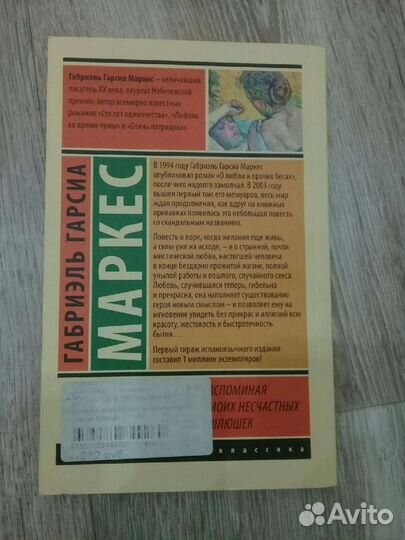 Габриэль Гарсиа Маркес – величайший
писатель XX века, лауреат Нобелевской
премии, автор всемирно известных
романов «Сто лет одиночества», «Любовь
во время чумы» и «Осень патриарха».
ГАБРИЭЛЬ ГАРСИА
МАРКЕС
В 1994 году Габриэль Гарсиа Маркес
опубликовал роман «О любви и прочих бесах»,
после чего надолго замолчал. В 2003 году
вышел первый том его мемуаров, весь мир
ждал продолжения, как вдруг на книжных
прилавках появилась эта небольшая повесть
со скандальным названием.
Повесть о поре, когда желания еще живы,
а силы уже на исходе, – и о странной, почти
мистической любви, настигшей человека
в конце бездарно прожитой жизни, полной
унылой работы и пошлого, случайного секса.
Любовь, случившаяся теперь, гибельна
и прекрасна, она наполняет существование
героя новым смыслом – и позволяет ему на
мгновение увидеть без прикрас и иллюзий всю
красоту, жестокость и быстротечность
бытия...
Первый тираж испаноязычного издания
составил 1 миллион экземпляров!
ВСПОМИНАЯ
МОИХ НЕСЧАСТНЫХ
ШЛЮШЕК
классика
руб
Avito